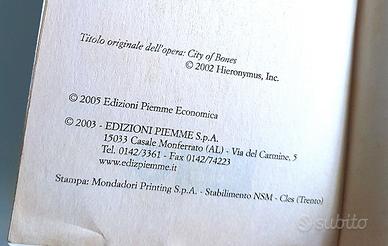 Titolo originale dell'opera: City of Bones
© 2002 Hieronymus, Inc.
© 2005 Edizioni Piemme Economica
© 2003 - EDIZIONI PIEMME S.p.A.
15033 Casale Monferrato (AL) - Via del Carmine, 5
Tel. 0142/3361 - Fax 0142/74223
www.edizpiemme.it
Stampa: Mondadori Printing S.p.A. - Stabilimento NSM - Cles (Trento)
subito